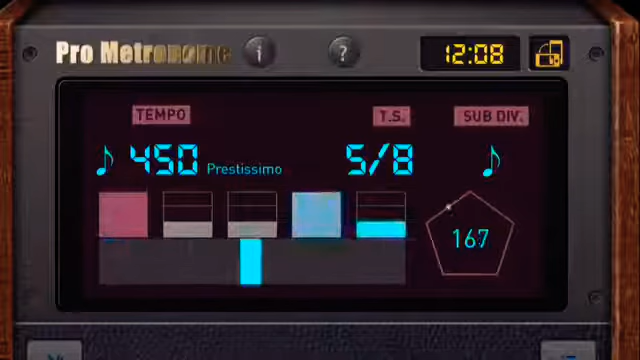 Pro Metronome i ? 12:08
TEMPO T.S. SUB DIV.
♪ 450 Prestissimo 5/8 ♪
167